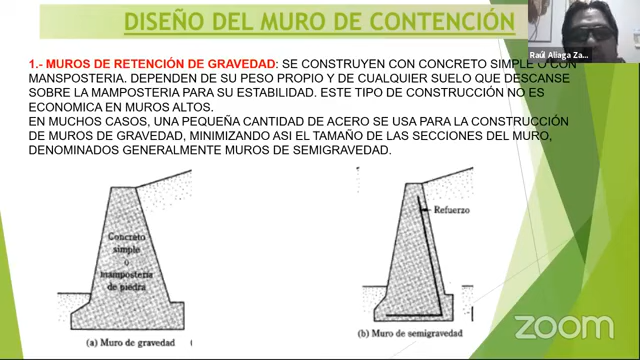 DISEÑO DEL MURO DE CONTENCIÓN
Raúl Aliaga Za...
1.- MUROS DE RETENCIÓN DE GRAVEDAD: SE CONSTRUYEN CON CONCRETO SIMPLE O CON
MANSPOSTERIA. DEPENDEN DE SU PESO PROPIO Y DE CUALQUIER SUELO QUE DESCANSE
SOBRE LA MAMPOSTERIA PARA SU ESTABILIDAD. ESTE TIPO DE CONSTRUCCIÓN NO ES
ECONOMICA EN MUROS ALTOS.
EN MUCHOS CASOS, UNA PEQUEÑA CANTIDAD DE ACERO SE USA PARA LA CONSTRUCCIÓN
DE MUROS DE GRAVEDAD, MINIMIZANDO ASI EL TAMAÑO DE LAS SECCIONES DEL MURO,
DENOMINADOS GENERALMENTE MUROS DE SEMIGRAVEDAD.
Concreto
simple
o
mampostería
de piedra
(a) Muro de gravedad
Refuerzo
(b) Muro de semigravedad
zoom